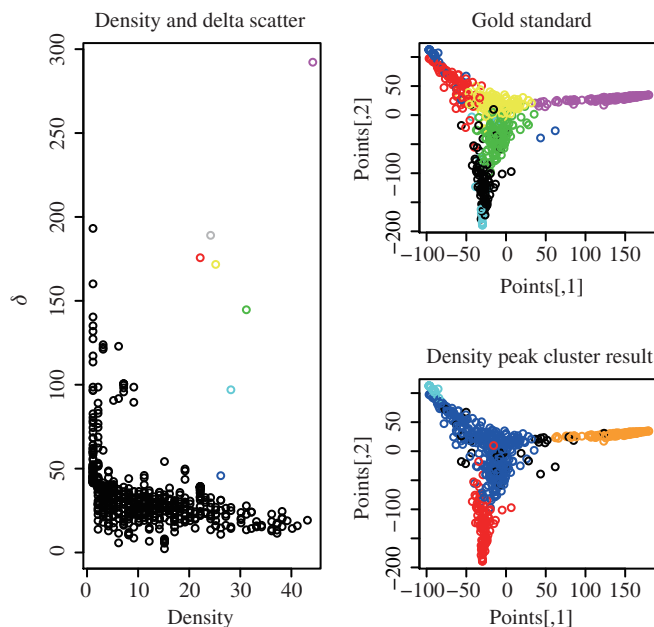 Density and delta scatter
300
250
200
150
100
50
0
δ
0 10 20 30 40
Density
Gold standard
50
0
−100
−200
Points[,2]
−100 −50 0 50 100 150
Points[,1]
Density peak cluster result
50
0
−100
−200
Points[,2]
−100 −50 0 50 100 150
Points[,1]